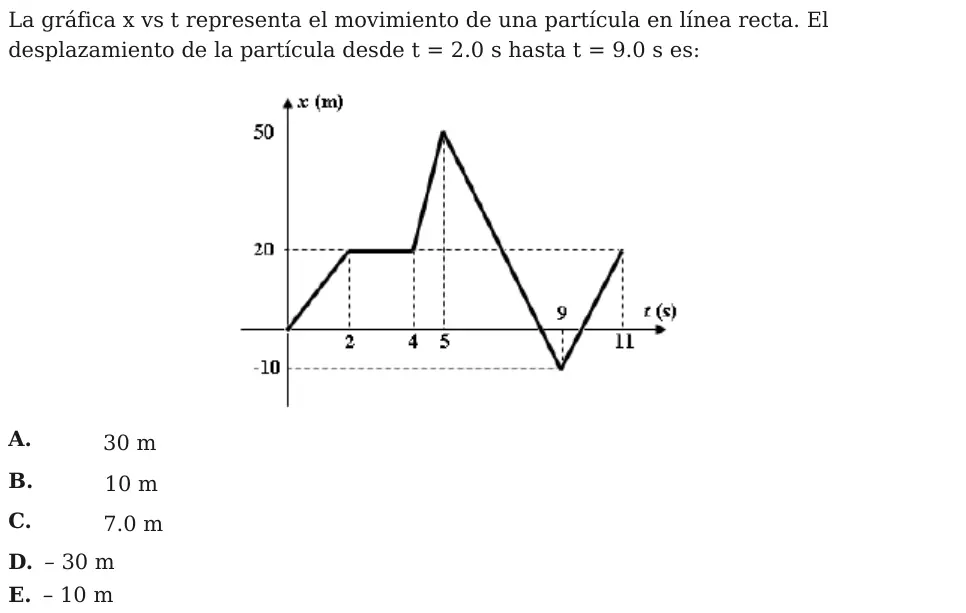 La gráfica x vs t representa el movimiento de una partícula en línea recta. El
desplazamiento de la partícula desde t = 2.0 s hasta t = 9.0 s es:
x (m)
50
20
9
t (s)
2
4
5
11
-10
A. 30 m
B. 10 m
C. 7.0 m
D. – 30 m
E. – 10 m